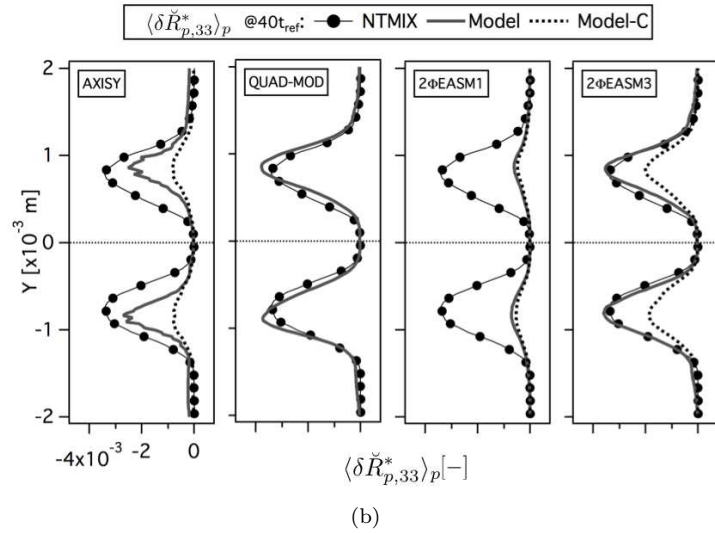 ⟨δR̆*p,33⟩p @40tref: NTMIX Model Model-C
AXISY QUAD-MOD 2ΦEASM1 2ΦEASM3
2
1
0
-1
-2
Y [x10⁻³ m]
-4x10⁻³ -2 0
⟨δR̆*p,33⟩p[−]
(b)